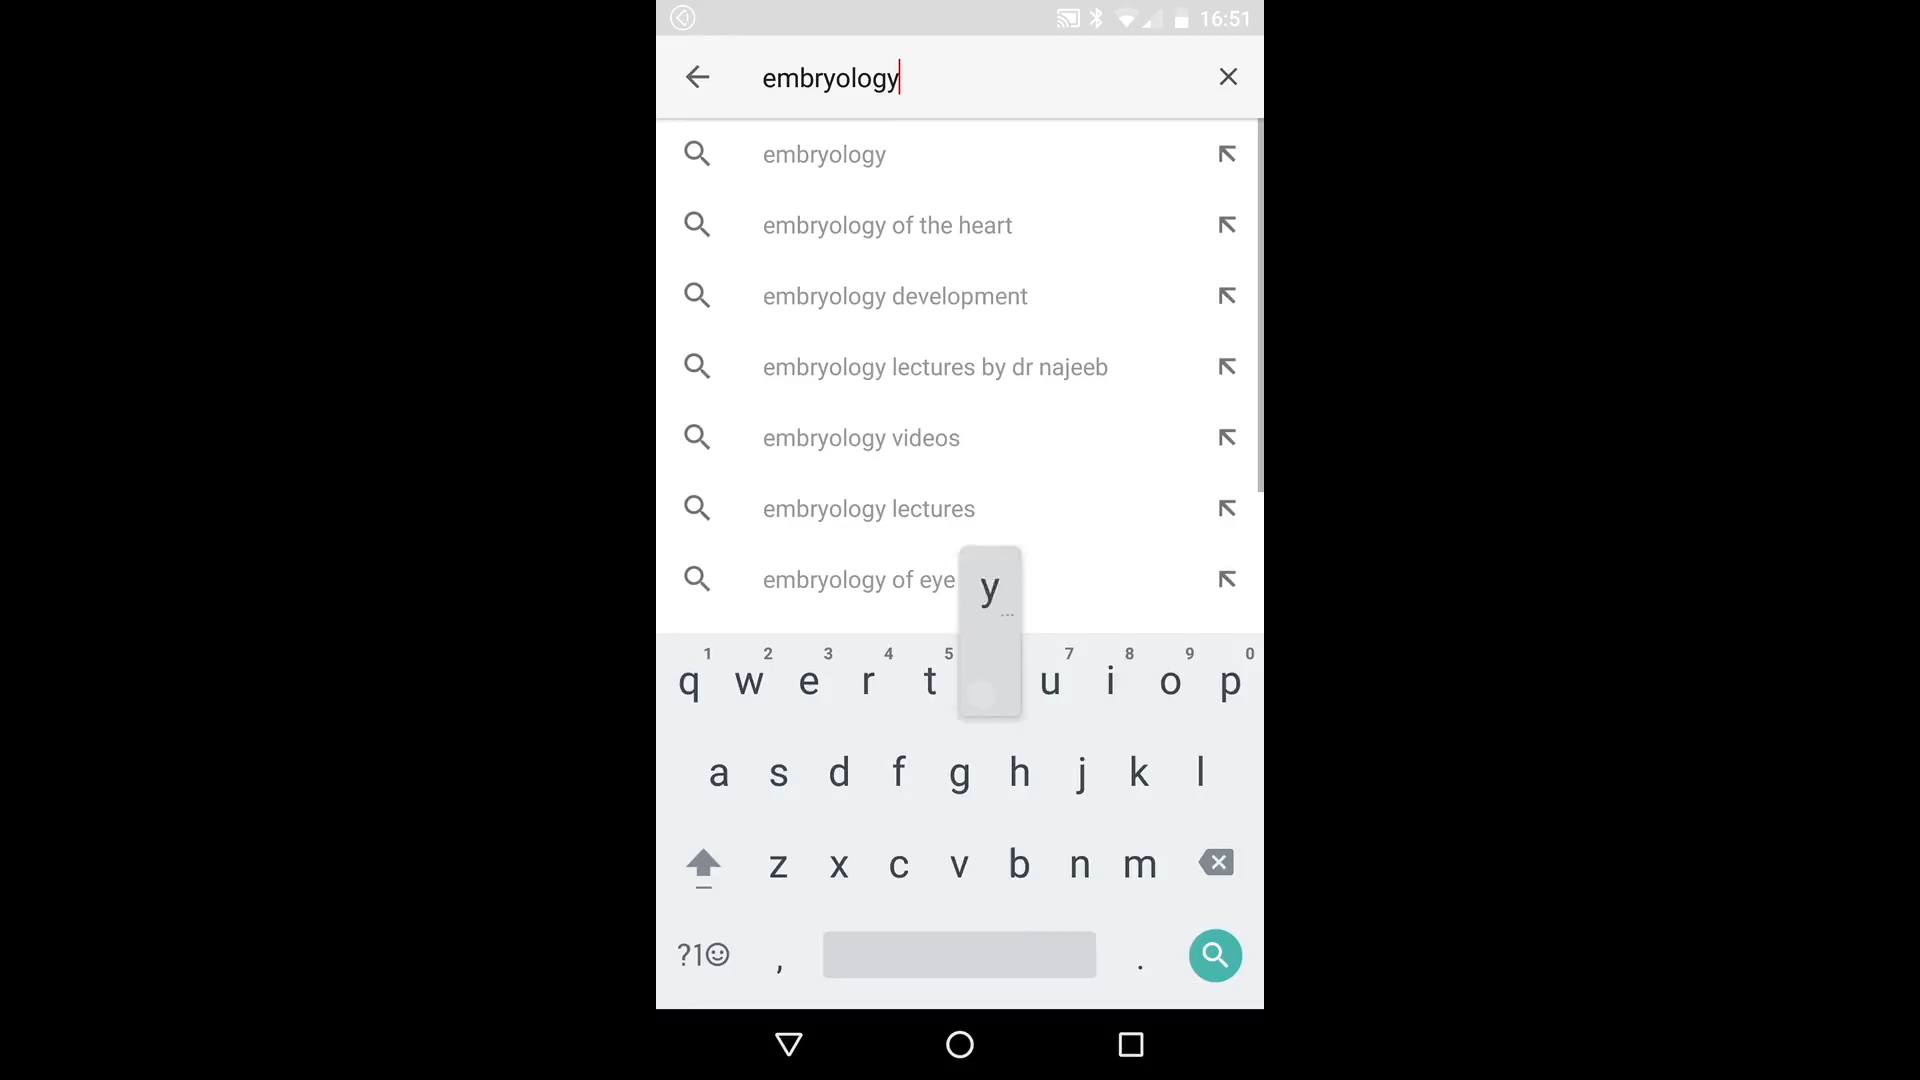 16:51
embryology
embryology
embryology of the heart
embryology development
embryology lectures by dr najeeb
embryology videos
embryology lectures
embryology of eye
y
1 2 3 4 5 7 8 9 0
q w e r t u i o p
a s d f g h j k l
z x c v b n m
?1☺ , .